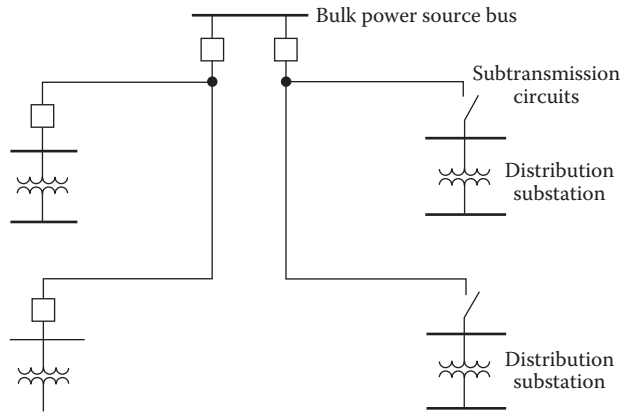 Bulk power source bus
Subtransmission
circuits
Distribution
substation
Distribution
substation